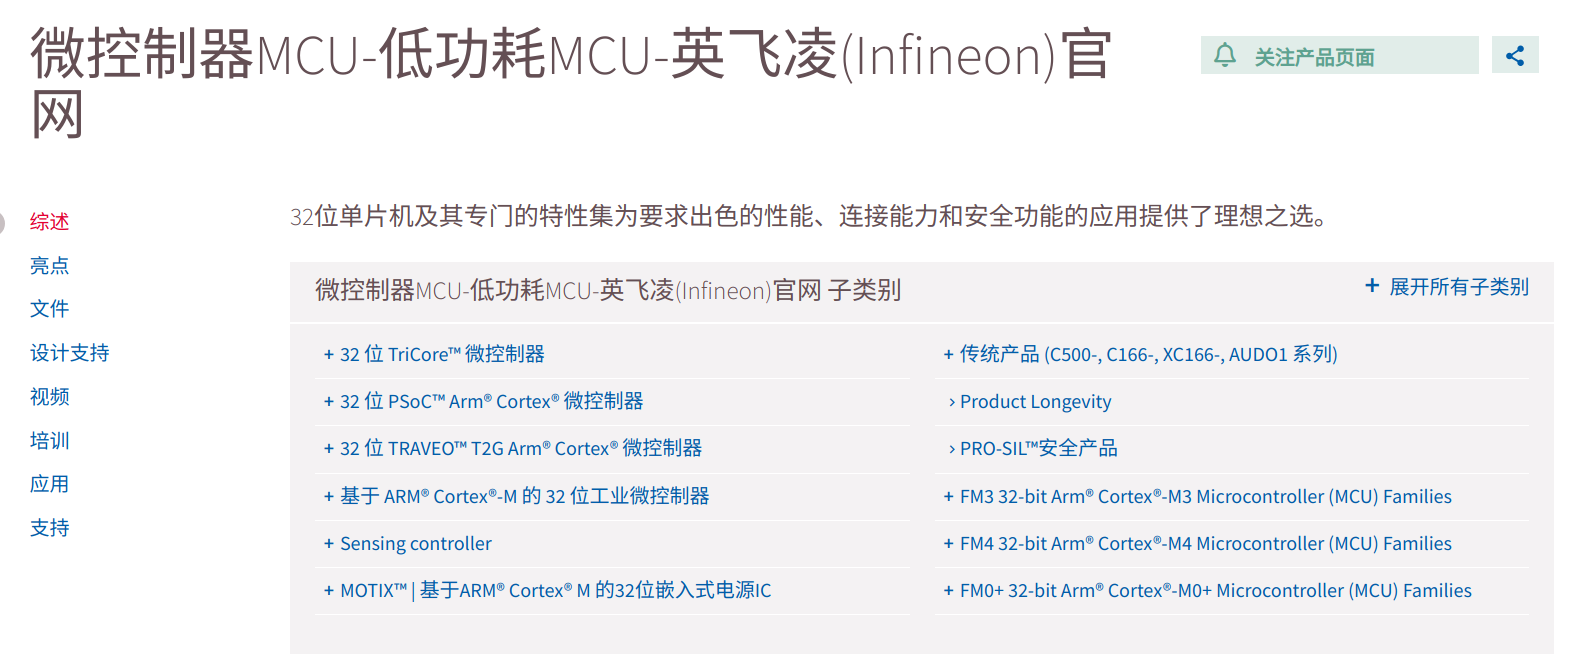 微控制器MCU-低功耗MCU-英飞凌(Infineon)官
网
关注产品页面
综述
亮点
文件
设计支持
视频
培训
应用
支持
32位单片机及其专门的特性集为要求出色的性能、连接能力和安全功能的应用提供了理想之选。
微控制器MCU-低功耗MCU-英飞凌(Infineon)官网 子类别
+ 展开所有子类别
+ 32 位 TriCore™ 微控制器
+ 32 位 PSoC™ Arm® Cortex® 微控制器
+ 32 位 TRAVEO™ T2G Arm® Cortex® 微控制器
+ 基于 ARM® Cortex®-M 的 32 位工业微控制器
+ Sensing controller
+ MOTIX™ | 基于ARM® Cortex® M 的32位嵌入式电源IC
+ 传统产品 (C500-, C166-, XC166-, AUDO1 系列)
› Product Longevity
› PRO-SIL™安全产品
+ FM3 32-bit Arm® Cortex®-M3 Microcontroller (MCU) Families
+ FM4 32-bit Arm® Cortex®-M4 Microcontroller (MCU) Families
+ FM0+ 32-bit Arm® Cortex®-M0+ Microcontroller (MCU) Families